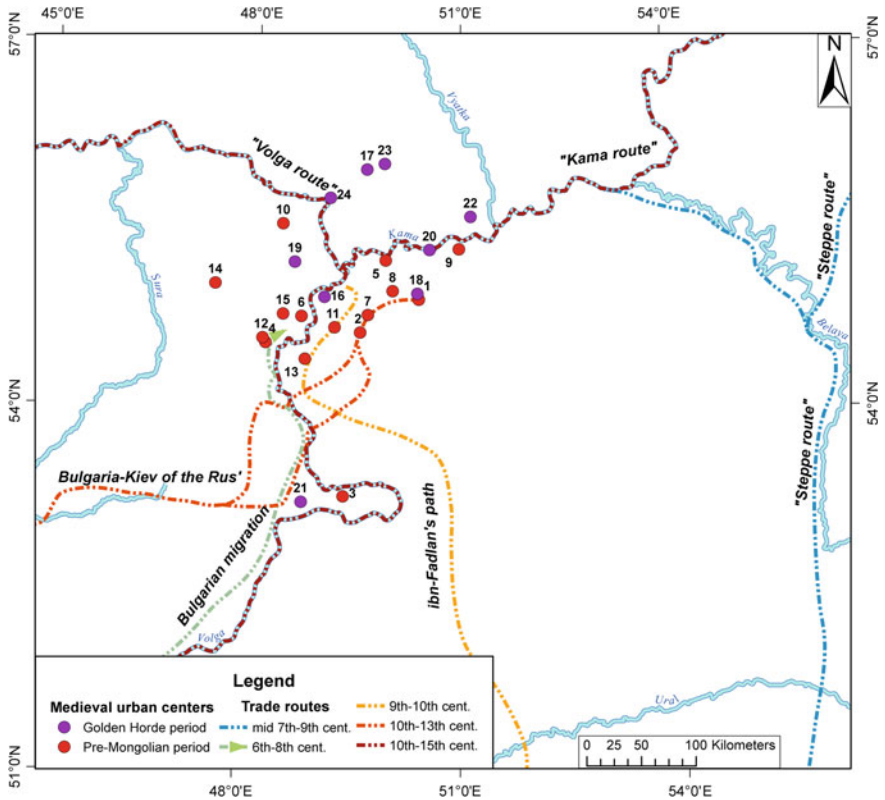 45°0'E 48°0'E 51°0'E 54°0'E
57°0'N
57°0'N
N
Vyatka
"Volga route"
17
23
"Kama route"
24
10
22
"Steppe route"
Kama
20
19
5
9
14
8
18
1
Sura
16
15
6
7
11
2
12
4
Belaya
13
54°0'N
54°0'N
"Steppe route"
Bulgaria-Kiev of the Rus'
21
3
ibn-Fadlan's path
Bulgarian migration
Volga
Ural
Legend
Medieval urban centers
Golden Horde period
Pre-Mongolian period
Trade routes
mid 7th-9th cent.
6th-8th cent.
9th-10th cent.
10th-13th cent.
10th-15th cent.
0 25 50 100 Kilometers
51°0'N
51°0'N
48°0'E 51°0'E 54°0'E